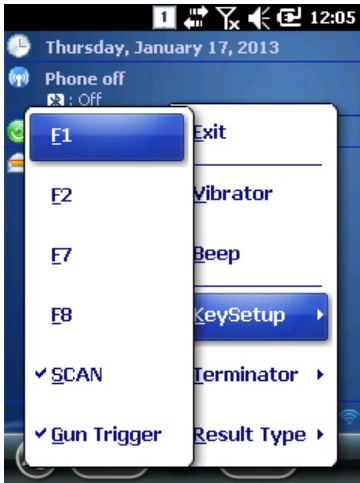 1 12:05
Thursday, January 17, 2013
Phone off
: Off
F1
F2
F7
F8
SCAN
Gun Trigger
Exit
Vibrator
Beep
KeySetup
Terminator
Result Type